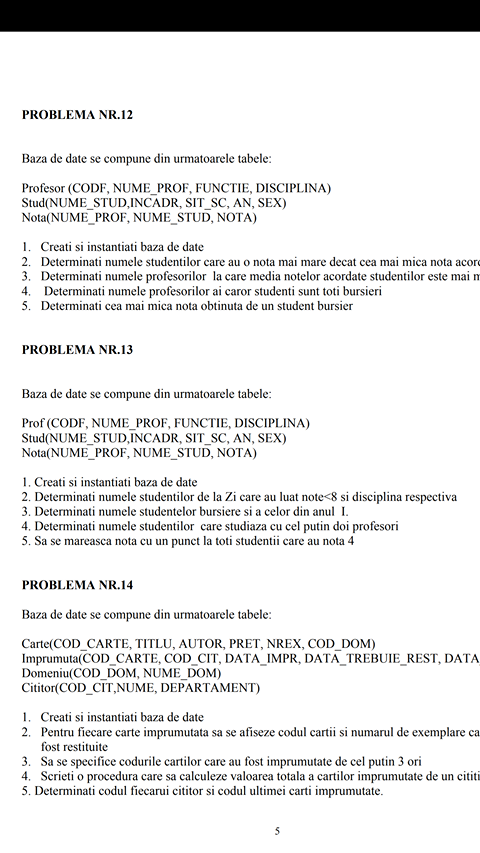 PROBLEMA NR.12
Baza de date se compune din urmatoarele tabele:
Profesor (CODF, NUME_PROF, FUNCTIE, DISCIPLINA)
Stud(NUME_STUD,INCADR, SIT_SC, AN, SEX)
Nota(NUME_PROF, NUME_STUD, NOTA)
1. Creati si instantiati baza de date
2. Determinati numele studentilor care au o nota mai mare decat cea mai mica nota
3. Determinati numele profesorilor la care media notelor acordate studentilor este mai
4. Determinati numele profesorilor ai caror studenti sunt toti bursieri
5. Determinati cea mai mica nota obtinuta de un student bursier
PROBLEMA NR.13
Baza de date se compune din urmatoarele tabele:
Prof (CODF, NUME_PROF, FUNCTIE, DISCIPLINA)
Stud(NUME_STUD,INCADR, SIT_SC, AN, SEX)
Nota(NUME_PROF, NUME_STUD, NOTA)
1. Creati si instantiati baza de date
2. Determinati numele studentilor de la Zi care au luat note<8 si disciplina respectiva
3. Determinati numele studentelor bursiere si a celor din anul I.
4. Determinati numele studentilor care studiaza cu cel putin doi profesori
5. Sa se mareasca nota cu un punct la toti studentii care au nota 4
PROBLEMA NR.14
Baza de date se compune din urmatoarele tabele:
Carte(COD_CARTE, TITLU, AUTOR, PRET, NREX, COD_DOM)
Imprumuta(COD_CARTE, COD_CIT, DATA_IMPR, DATA_TREBUIE_REST, DATA
Domeniu(COD_DOM, NUME_DOM)
Cititor(COD_CIT,NUME, DEPARTAMENT)
1. Creati si instantiati baza de date
2. Pentru fiecare carte imprumutata sa se afiseze codul cartii si numarul de exemplare
fost restituite
3. Sa se specifice codurile cartilor care au fost imprumutate de cel putin 3 ori
4. Scrieti o procedura care sa calculeze valoarea totala a cartilor imprumutate de un
5. Determinati codul fiecarui cititor si codul ultimei carti imprumutate.
5